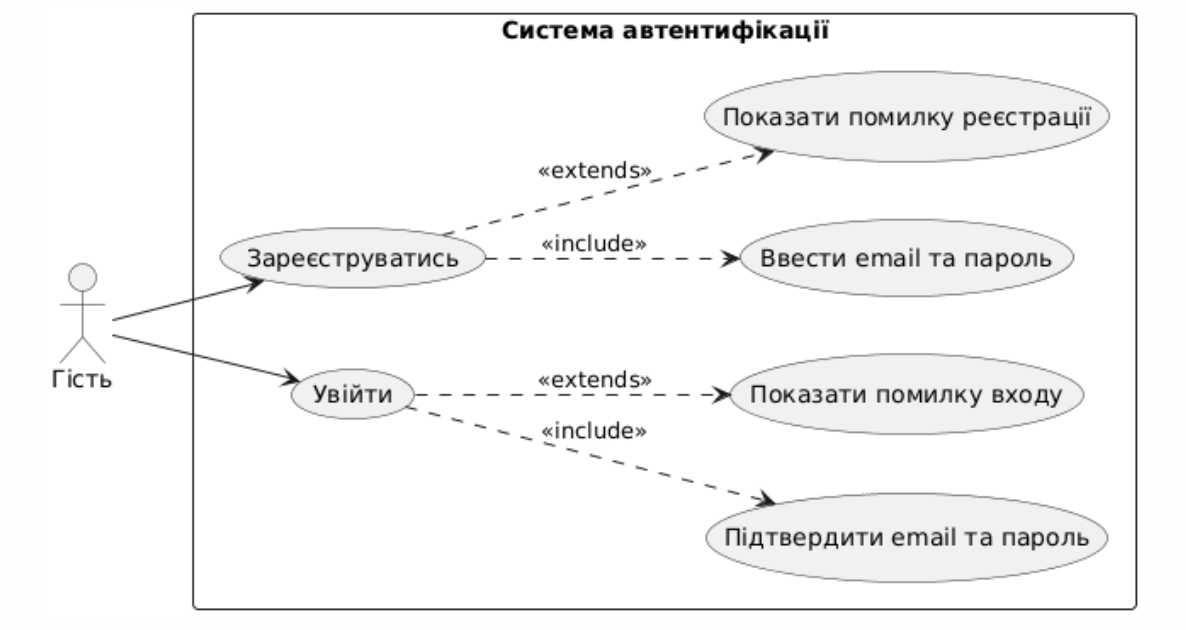 Система автентифікації
Показати помилку реєстрації
«extends»
Зареєструватись
«include»
Ввести email та пароль
Гість
Увійти
«extends»
Показати помилку входу
«include»
Підтвердити email та пароль